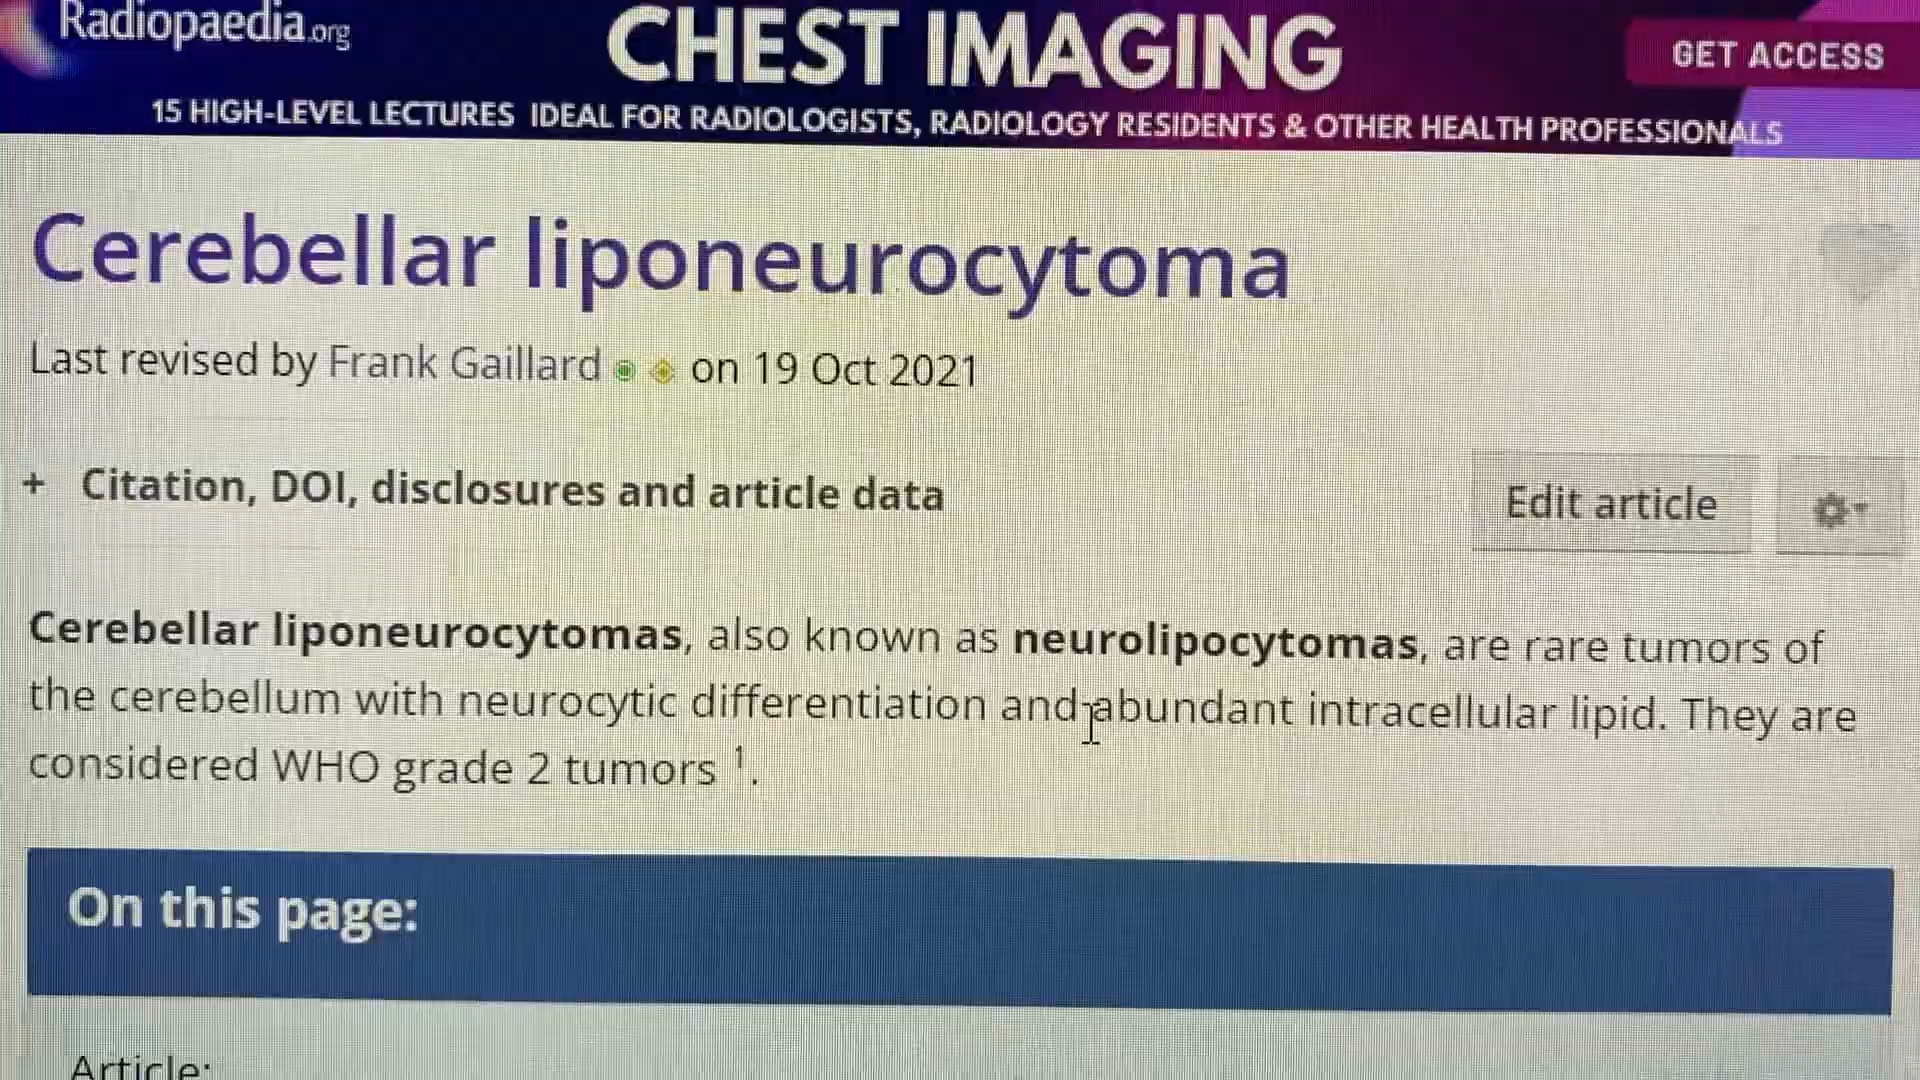 Radiopaedia.org
CHEST IMAGING
GET ACCESS
15 HIGH-LEVEL LECTURES IDEAL FOR RADIOLOGISTS, RADIOLOGY RESIDENTS & OTHER HEALTH PROFESSIONALS
Cerebellar liponeurocytoma
Last revised by Frank Gaillard on 19 Oct 2021
+ Citation, DOI, disclosures and article data
Edit article
Cerebellar liponeurocytomas, also known as neurolipocytomas, are rare tumors of
the cerebellum with neurocytic differentiation and abundant intracellular lipid. They are
considered WHO grade 2 tumors 1.
On this page:
Article: